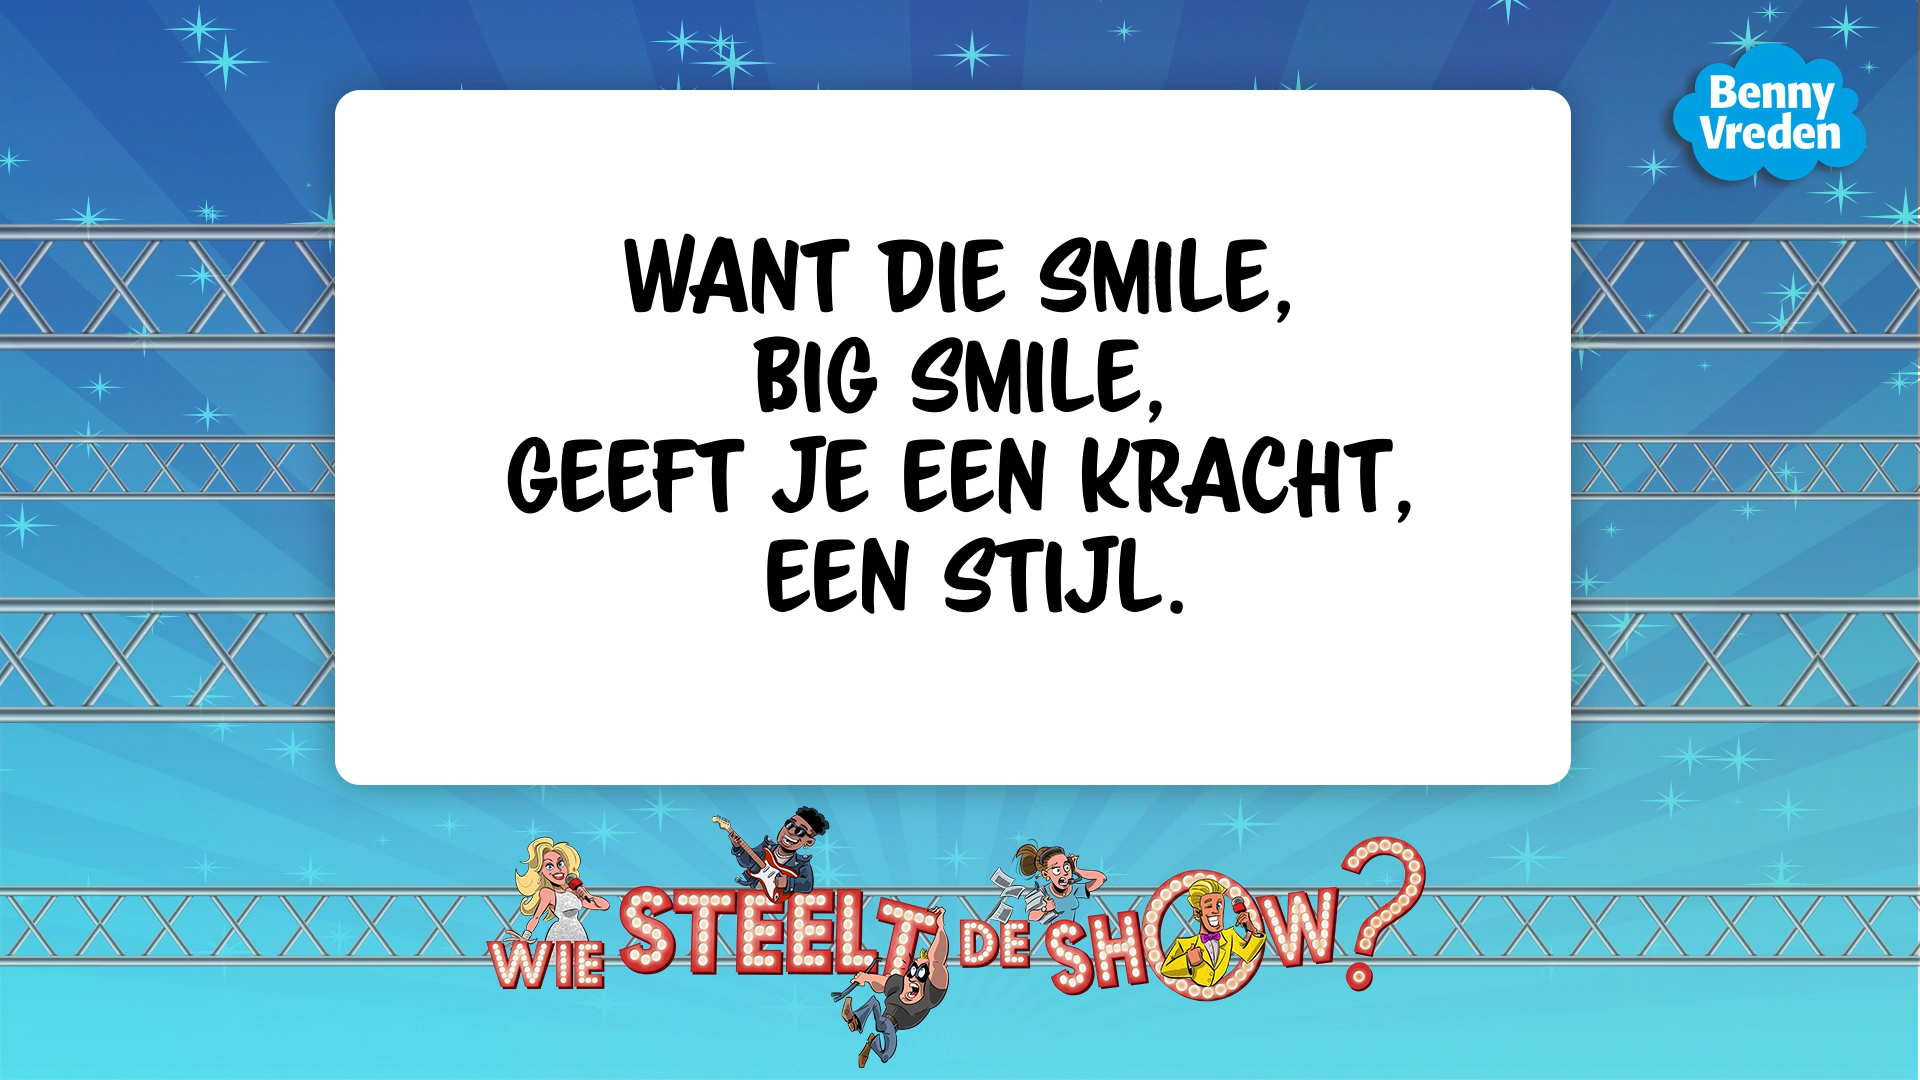 Benny
Vreden
WANT DIE SMILE,
BIG SMILE,
GEEFT JE EEN KRACHT,
EEN STIJL.
WIE STEELT DE SHOW?